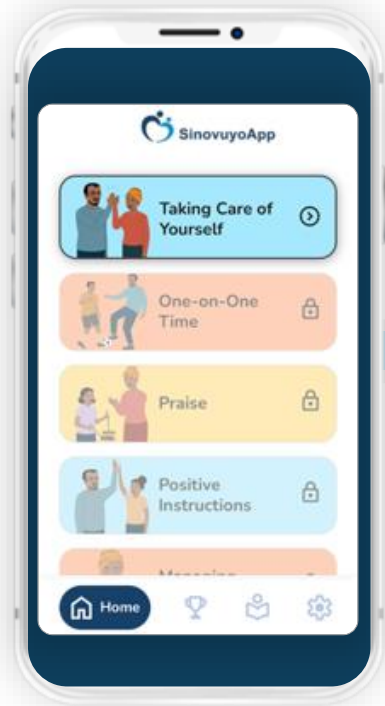 SinovuyoApp
Taking Care of
Yourself
One-on-One
Time
Praise
Positive
Instructions
Home